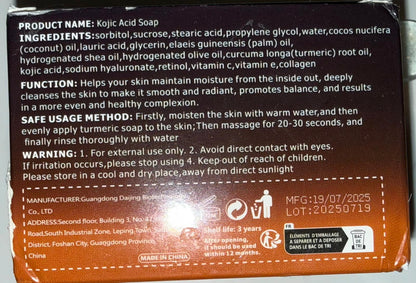 PRODUCT NAME: Kojic Acid Soap
INGREDIENTS:sorbitol,sucrose,stearic acid,propylene glycol,water,cocos nucifera
(coconut) oil,lauric acid,glycerin,elaeis guineensis (palm) oil,
hydrogenated shea oil,hydrogenated olive oil,curcuma longa(turmeric) root oil,
kojic acid,sodium hyaluronate,retinol,vitamin c,vitamin e,collagen
FUNCTION: Helps your skin maintain moisture from the inside out, deeply
cleanses the skin to make it smooth and radiant, promotes balance, and results
in a more even and healthy complexion.
SAFE USAGE METHOD: Firstly, moisten the skin with warm water,and then
evenly apply turmeric soap to the skin;Then massage for 20-30 seconds, and
finally rinse thoroughly with water
WARNING: 1. For external use only. 2. Avoid direct contact with eyes.
If irritation occurs,please stop using 4. Keep-out of reach of children.
Please store in a cool and dry place,away from direct sunlight
MANUFACTURER:Guangdong Dajing Biotech
Co., LTD
ADDRESS:Second floor, Building 3, No. 4
Road,South Industrial Zone, Leping Town,
District, Foshan City, Guangdong Province,
China
MADE IN CHINA
Shelf life: 3 years
After opening,
it should be used
within 12 months.
MFG:19/07/2025
LOT:20250719
FR
ÉLÉMENTS D'EMBALLAGE
À SÉPARER ET À DÉPOSER
DANS LE BAC DE TRI
BAC
DE
TRI